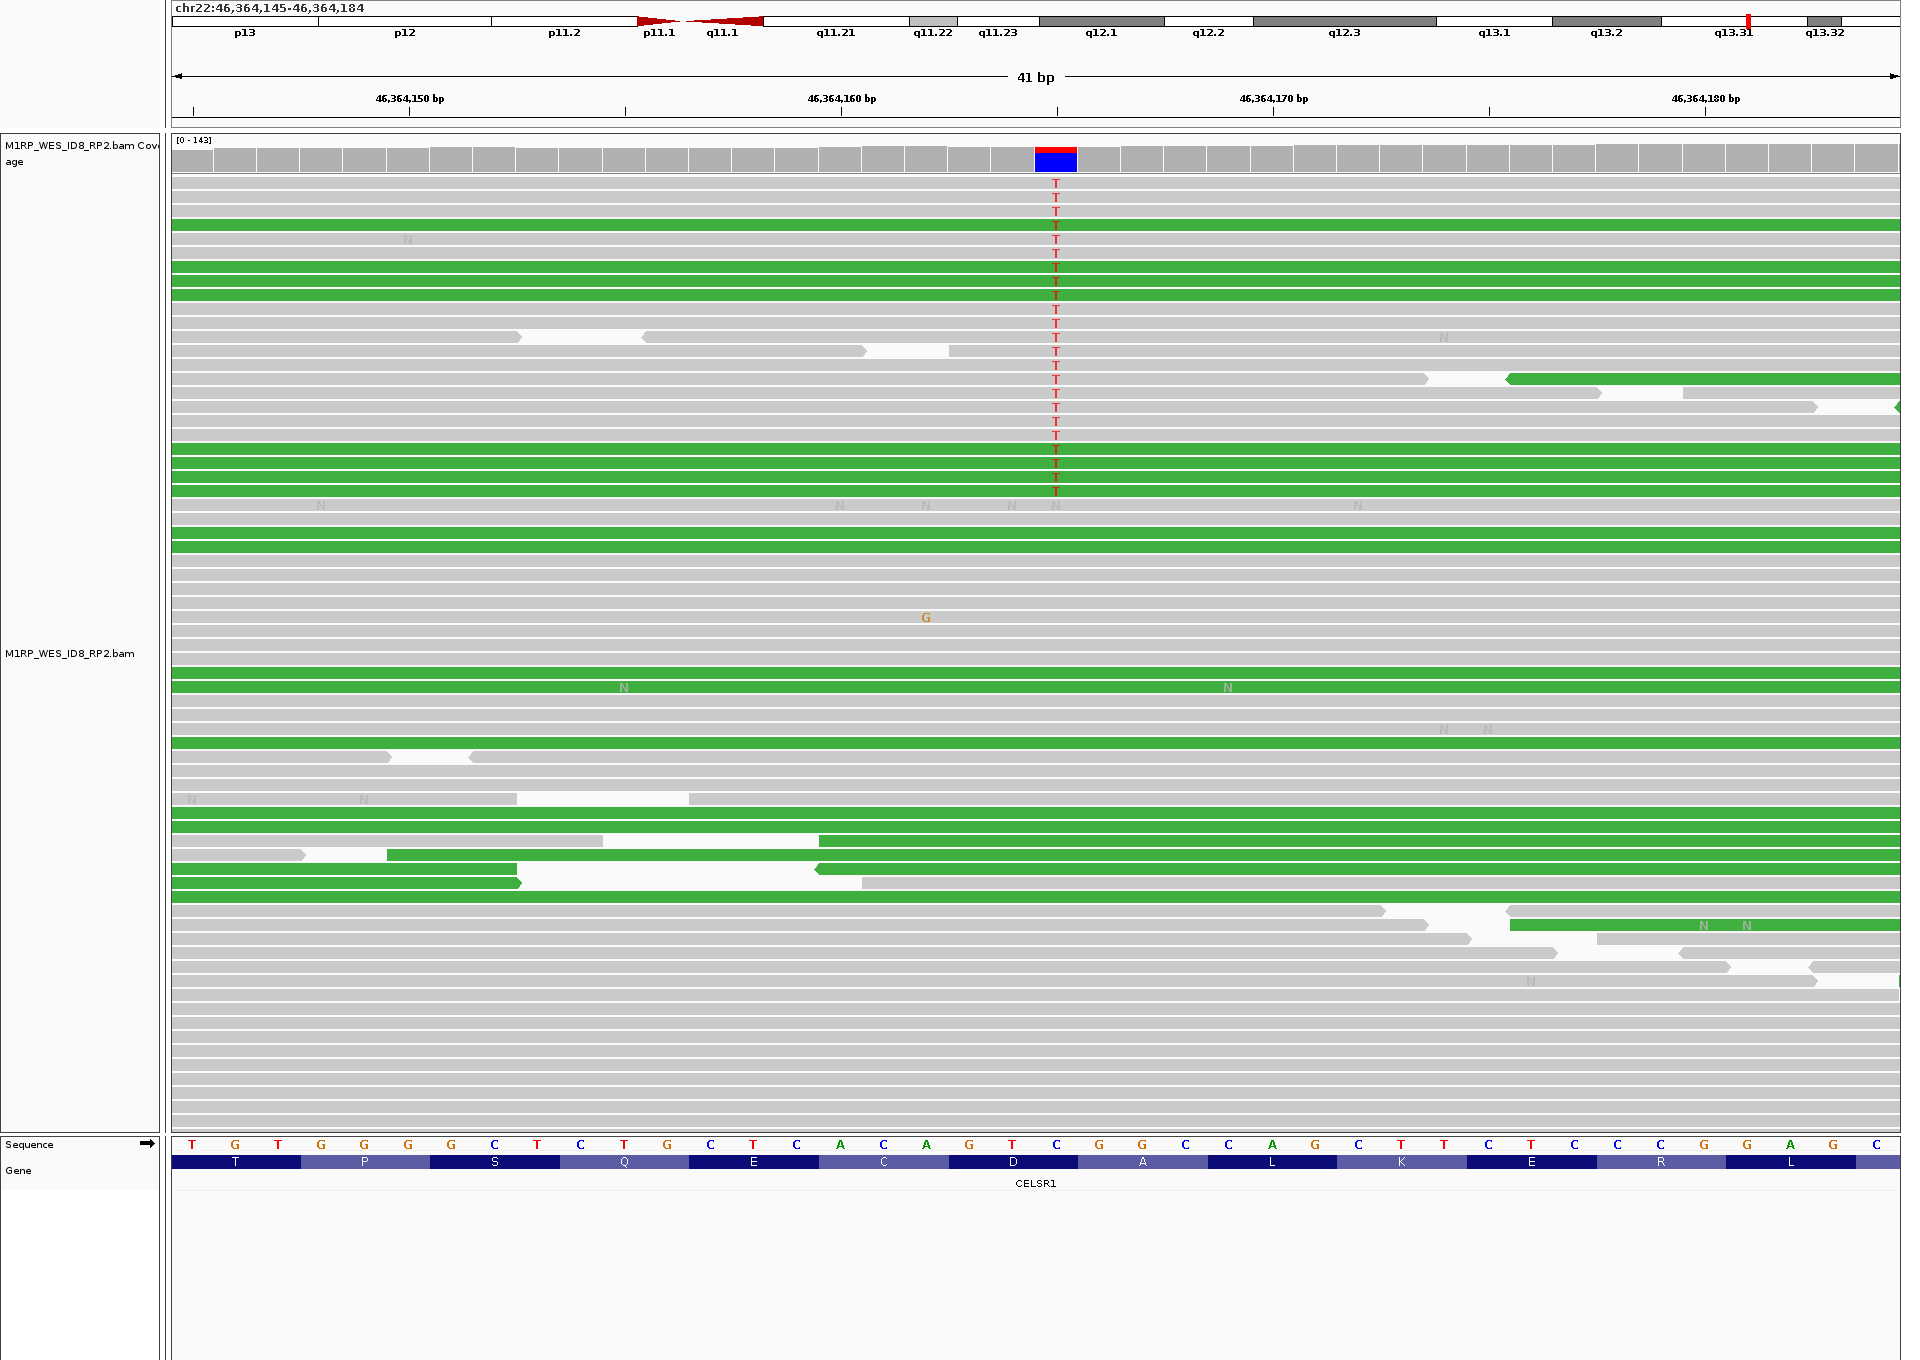 chr22:46,364,145-46,364,184
p13 p12 p11.2 p11.1 q11.1 q11.21 q11.22 q11.23 q12.1 q12.2 q12.3 q13.1 q13.2 q13.31 q13.32
41 bp
46,364,150 bp 46,364,160 bp 46,364,170 bp 46,364,180 bp
M1RP_WES_ID8_RP2.bam Cov
age
[0 - 143]
T
T
T
T
N T
T
T
T
T
T
T
T N
T
T
T
T
T
T
T
T
T
T
T
N N N N N N
G
M1RP_WES_ID8_RP2.bam
N N
N N
N N
N N
N
Sequence T G T G G G G C T C T G C T C A C A G T C G G C C A G C T T C T C C C G G A G C
Gene T P S Q E C D A L K E R L
CELSR1